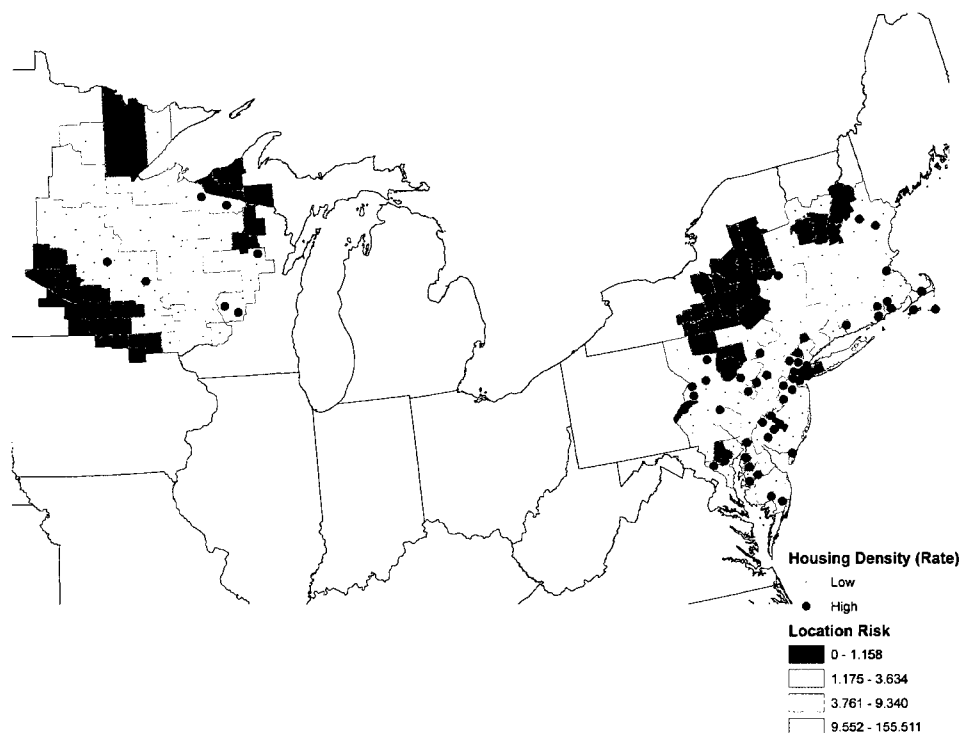 Housing Density (Rate)
Low
High
Location Risk
0 - 1.158
1.175 - 3.634
3.761 - 9.340
9.552 - 155.511